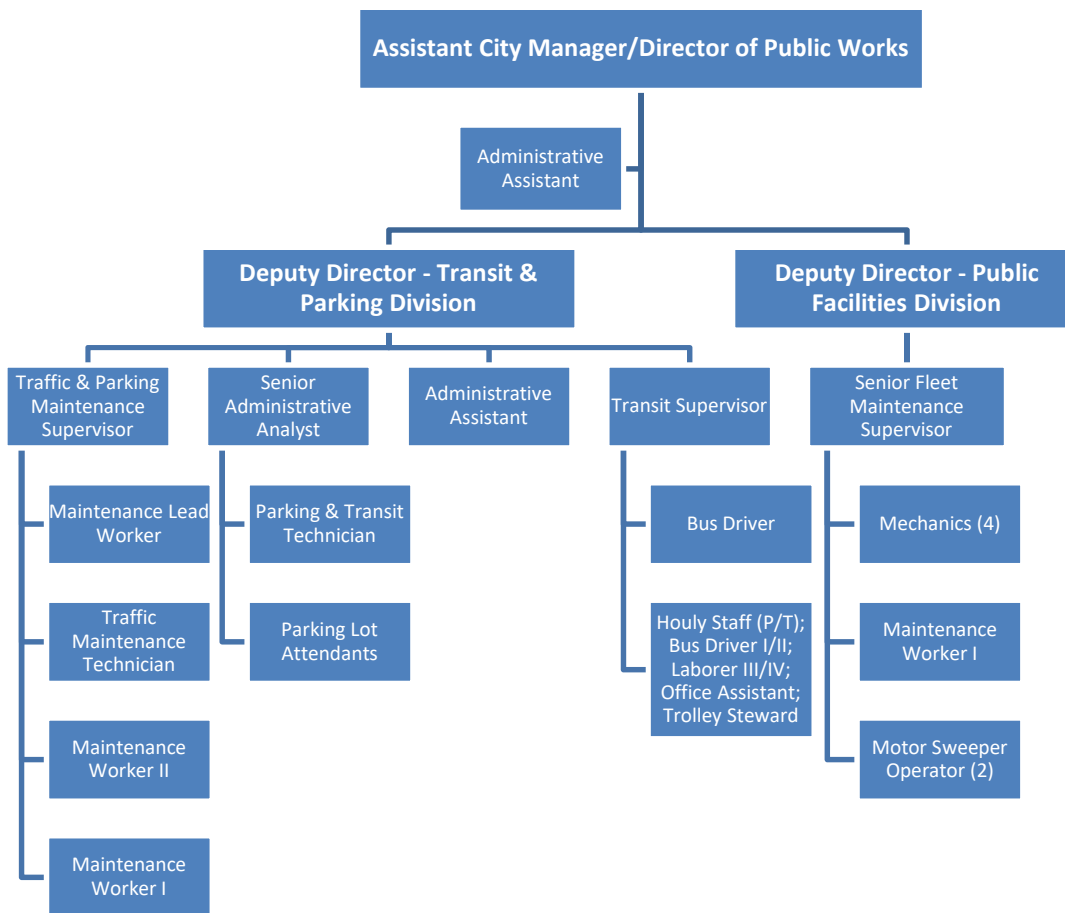 Assistant City Manager/Director of Public Works
Administrative
Assistant
Deputy Director - Transit &
Parking Division
Deputy Director - Public
Facilities Division
Traffic & Parking
Maintenance
Supervisor
Senior
Administrative
Analyst
Administrative
Assistant
Transit Supervisor
Senior Fleet
Maintenance
Supervisor
Maintenance Lead
Worker
Parking & Transit
Technician
Bus Driver
Mechanics (4)
Traffic
Maintenance
Technician
Parking Lot
Attendants
Houly Staff (P/T);
Bus Driver I/II;
Laborer III/IV;
Office Assistant;
Trolley Steward
Maintenance
Worker I
Maintenance
Worker II
Motor Sweeper
Operator (2)
Maintenance
Worker I